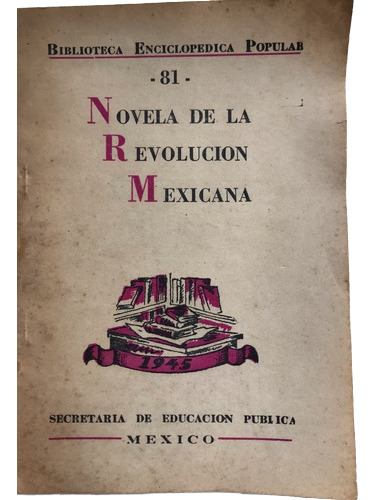 BIBLIOTECA ENCICLOPEDICA POPULAR
- 81 -
NOVELA DE LA
REVOLUCION
MEXICANA
1945
SECRETARIA DE EDUCACION PUBLICA
MEXICO